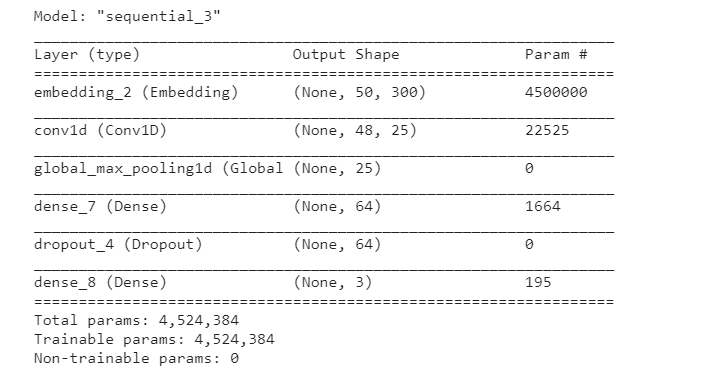 Model: "sequential_3"
_________________________________________________________________
Layer (type)                 Output Shape              Param #
=================================================================
embedding_2 (Embedding)      (None, 50, 300)           4500000
_________________________________________________________________
conv1d (Conv1D)              (None, 48, 25)            22525
_________________________________________________________________
global_max_pooling1d (Global (None, 25)                0
_________________________________________________________________
dense_7 (Dense)              (None, 64)                1664
_________________________________________________________________
dropout_4 (Dropout)          (None, 64)                0
_________________________________________________________________
dense_8 (Dense)              (None, 3)                 195
=================================================================
Total params: 4,524,384
Trainable params: 4,524,384
Non-trainable params: 0